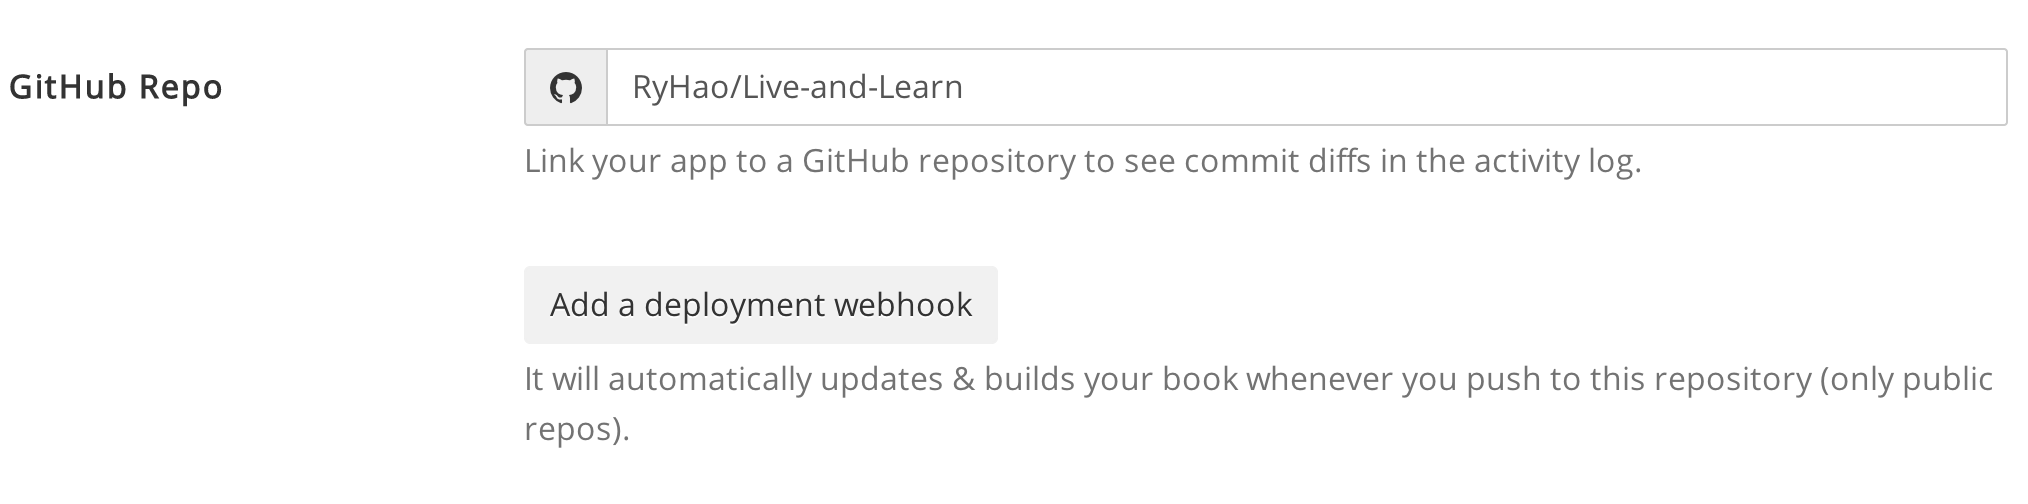 GitHub Repo
RyHao/Live-and-Learn
Link your app to a GitHub repository to see commit diffs in the activity log.
Add a deployment webhook
It will automatically updates & builds your book whenever you push to this repository (only public
repos).